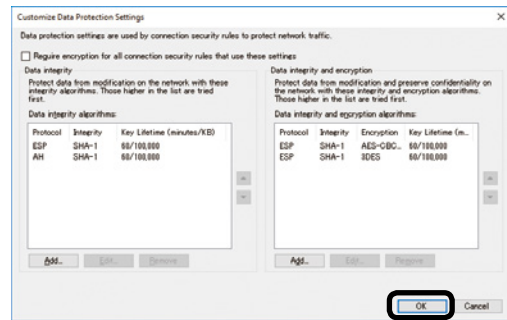 Customize Data Protection Settings
Data protection settings are used by connection security rules to protect network traffic.
Require encryption for all connection security rules that use these settings
Data integrity
Protect data from modification on the network with these
integrity algorithms. Those higher in the list are tried
first.
Data integrity algorithms:
Protocol Integrity Key Lifetime (minutes/KB)
ESP SHA-1 60/100,000
AH SHA-1 60/100,000
Add... Edit... Remove
Data integrity and encryption
Protect data from modification and preserve confidentiality on
the network with these integrity and encryption algorithms.
Those higher in the list are tried first.
Data integrity and encryption algorithms:
Protocol Integrity Encryption Key Lifetime (m...
ESP SHA-1 AES-CBC... 60/100,000
ESP SHA-1 3DES 60/100,000
Add... Edit... Remove
OK Cancel